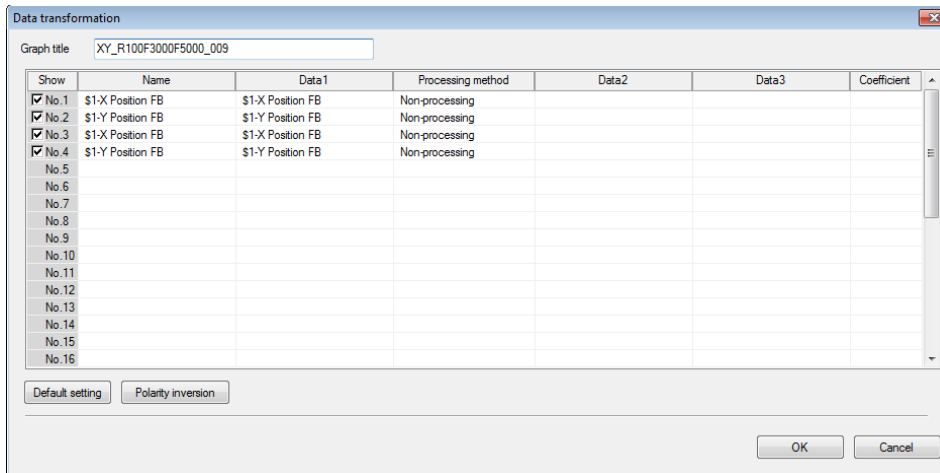 Data transformation
Graph title XY_R100F3000F5000_009
Show Name Data1 Processing method Data2 Data3 Coefficient
No.1 $1-X Position FB $1-X Position FB Non-processing
No.2 $1-Y Position FB $1-Y Position FB Non-processing
No.3 $1-X Position FB $1-X Position FB Non-processing
No.4 $1-Y Position FB $1-Y Position FB Non-processing
No.5
No.6
No.7
No.8
No.9
No.10
No.11
No.12
No.13
No.14
No.15
No.16
Default setting Polarity inversion
OK Cancel